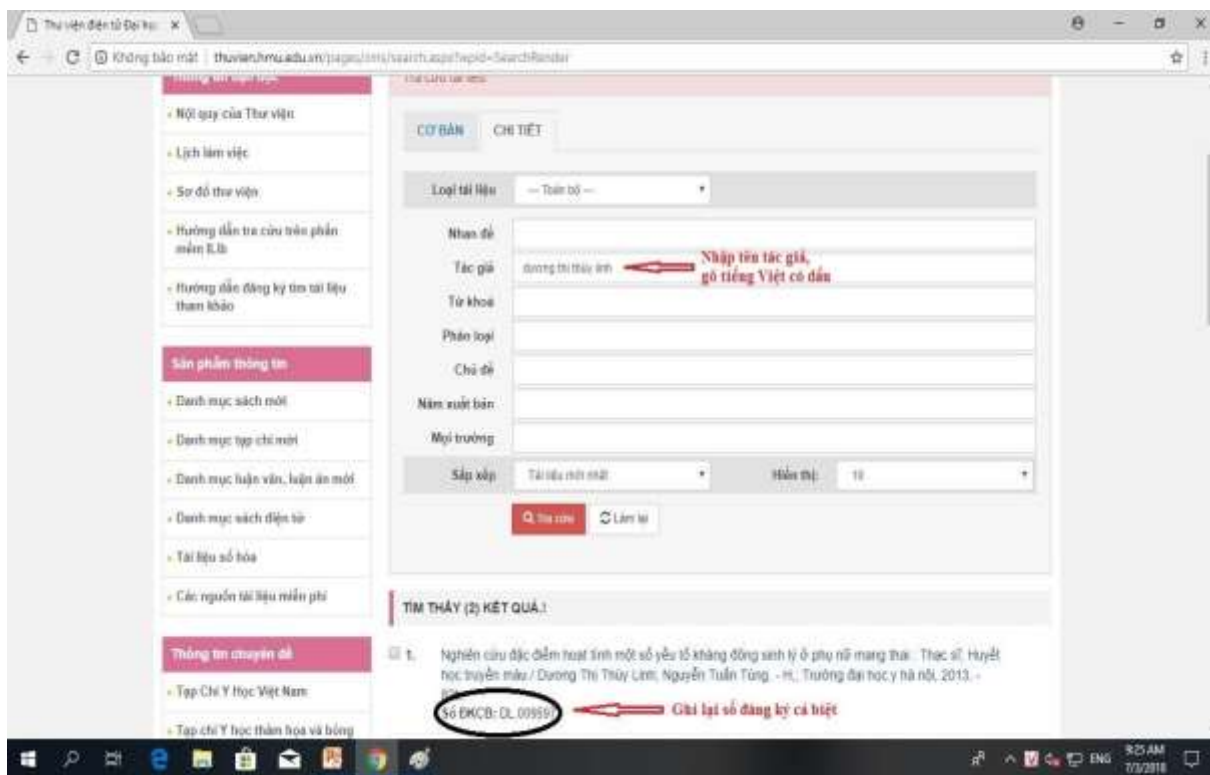 Thư viện điện tử Đại học
Không bảo mật | thuvien.hmu.edu.vn/pages/cms/search.aspx?wpid=SearchRender
Nội quy của Thư viện
Lịch làm việc
Sơ đồ thư viện
Hướng dẫn tra cứu trên phần
mềm ILib
Hướng dẫn đăng ký tìm tài liệu
tham khảo
Sản phẩm thông tin
Danh mục sách mới
Danh mục tạp chí mới
Danh mục luận văn, luận án mới
Danh mục sách điện tử
Tài liệu số hóa
Các nguồn tài liệu miễn phí
Thông tin chuyên đề
Tạp Chí Y Học Việt Nam
Tạp chí Y học thảm họa và bỏng
CƠ BẢN CHI TIẾT
Loại tài liệu --- Toàn bộ ---
Nhan đề
Tác giả dương thị thùy linh Nhập tên tác giả,
gõ tiếng Việt có dấu
Từ khoá
Phân loại
Chủ đề
Năm xuất bản
Mọi trường
Sắp xếp Tài liệu mới nhất Hiển thị: 10
Tra cứu Làm lại
TÌM THẤY (2) KẾT QUẢ.!
1. Nghiên cứu đặc điểm hoạt tính một số yếu tố kháng đông sinh lý ở phụ nữ mang thai : Thạc sĩ: Huyết
học truyền máu / Dương Thị Thùy Linh; Nguyễn Tuấn Tùng. - H., Trường đại học y hà nội, 2013. -
Số ĐKCB: DL.009597 Ghi lại số đăng ký cá biệt
ENG 9:25 AM
7/3/2018